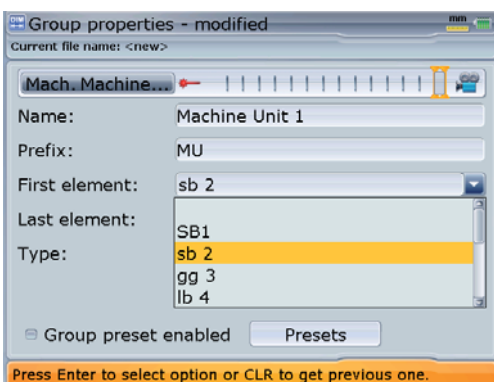 DIM Group properties - modified mm
Current file name: <new>
Mach. Machine...
Name: Machine Unit 1
Prefix: MU
First element: sb 2
Last element:
SB1
Type: sb 2
gg 3
lb 4
Group preset enabled Presets
Press Enter to select option or CLR to get previous one.